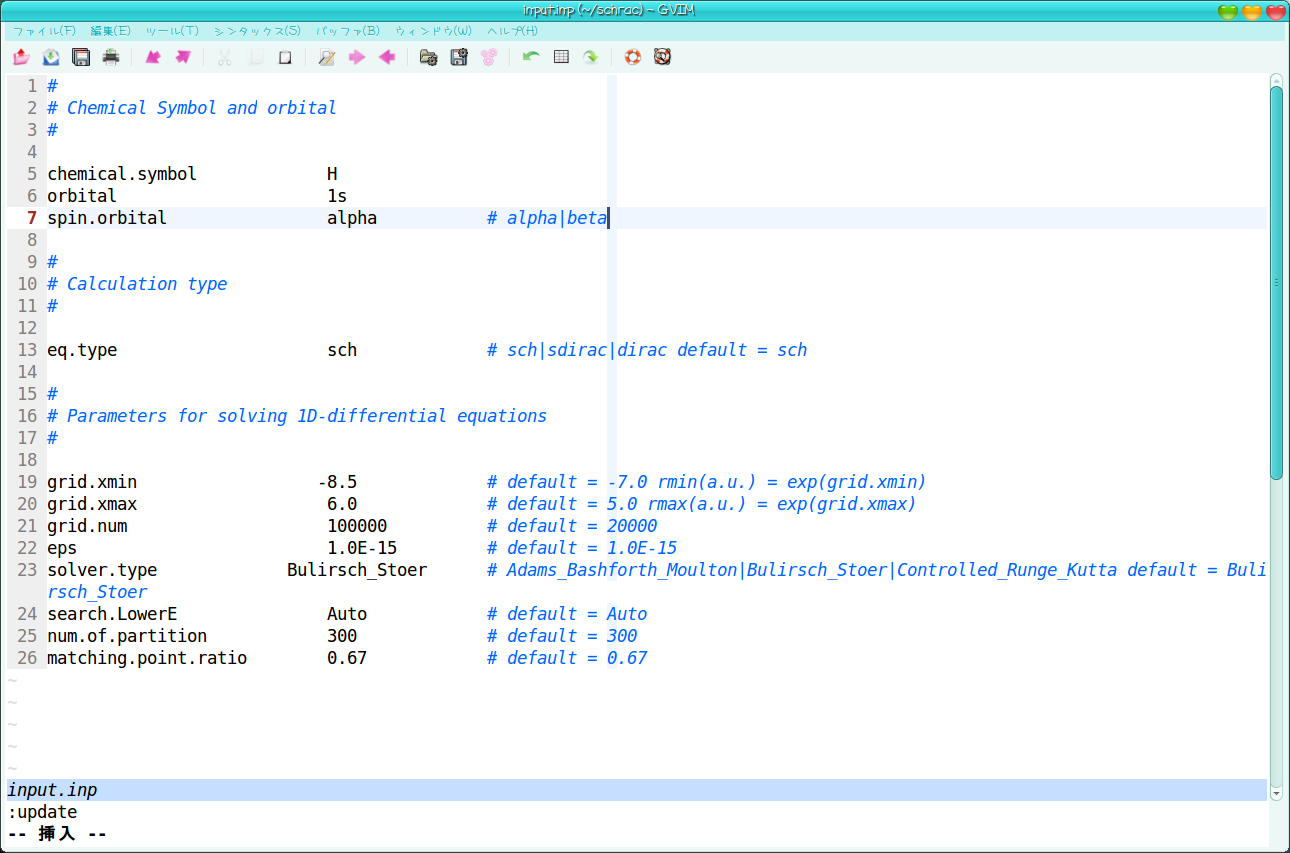 input.inp (~/schrac) - GVIM
ファイル(F) 編集(E) ツール(T) シンタックス(S) バッファ(B) ウィンドウ(W) ヘルプ(H)
1 #
2 # Chemical Symbol and orbital
3 #
4
5 chemical.symbol H
6 orbital 1s
7 spin.orbital alpha # alpha|beta
8
9 #
10 # Calculation type
11 #
12
13 eq.type sch # sch|sdirac|dirac default = sch
14
15 #
16 # Parameters for solving 1D-differential equations
17 #
18
19 grid.xmin -8.5 # default = -7.0 rmin(a.u.) = exp(grid.xmin)
20 grid.xmax 6.0 # default = 5.0 rmax(a.u.) = exp(grid.xmax)
21 grid.num 100000 # default = 20000
22 eps 1.0E-15 # default = 1.0E-15
23 solver.type Bulirsch_Stoer # Adams_Bashforth_Moulton|Bulirsch_Stoer|Controlled_Runge_Kutta default = Buli
rsch_Stoer
24 search.LowerE Auto # default = Auto
25 num.of.partition 300 # default = 300
26 matching.point.ratio 0.67 # default = 0.67
~
~
~
~
~
input.inp
:update
-- 挿入 --